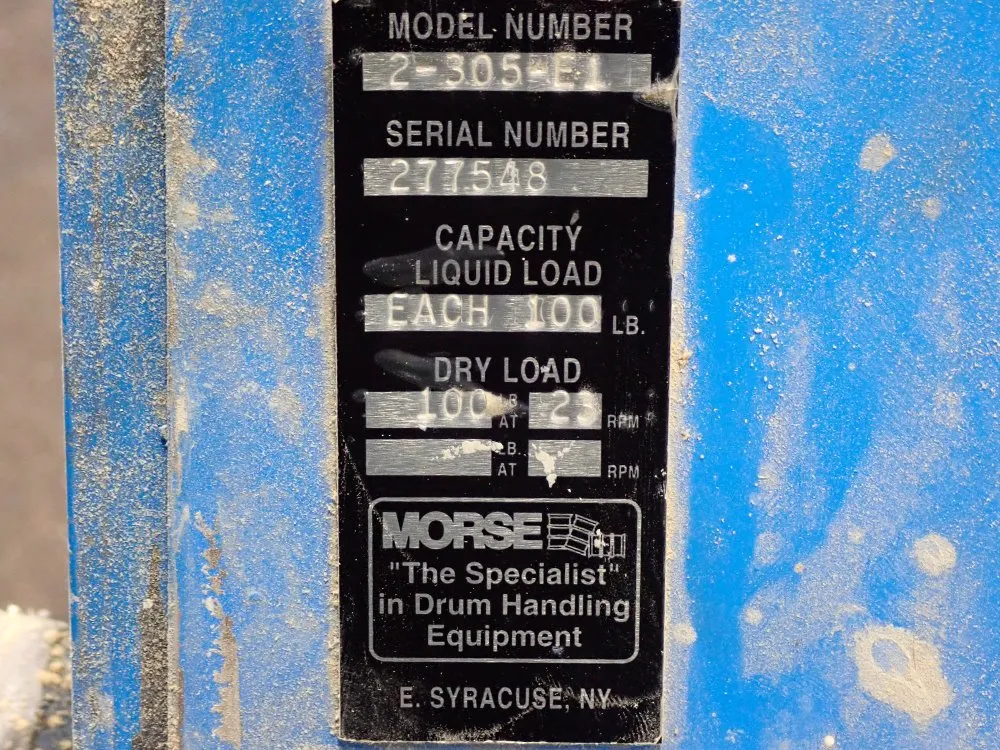 MODEL NUMBER
2-305-E1
SERIAL NUMBER
277548
CAPACITY
LIQUID LOAD
EACH 100 LB.
DRY LOAD
100 LB. AT 23 RPM
LB. AT RPM
MORSE
"The Specialist"
in Drum Handling
Equipment
E. SYRACUSE, NY